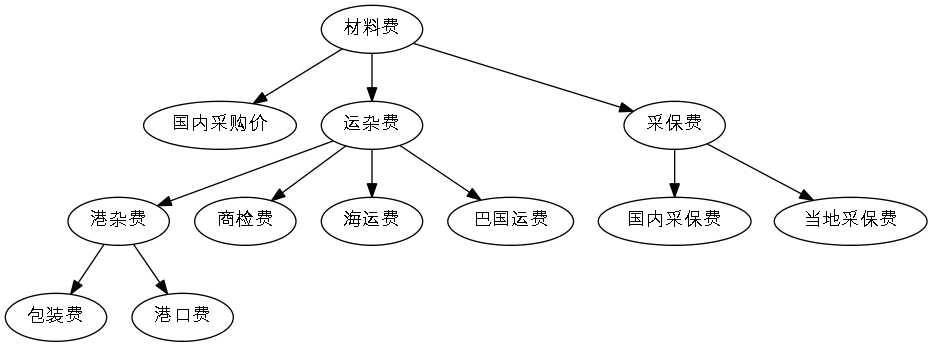 材料费
国内采购价
运杂费
采保费
港杂费
商检费
海运费
巴国运费
国内采保费
当地采保费
包装费
港口费